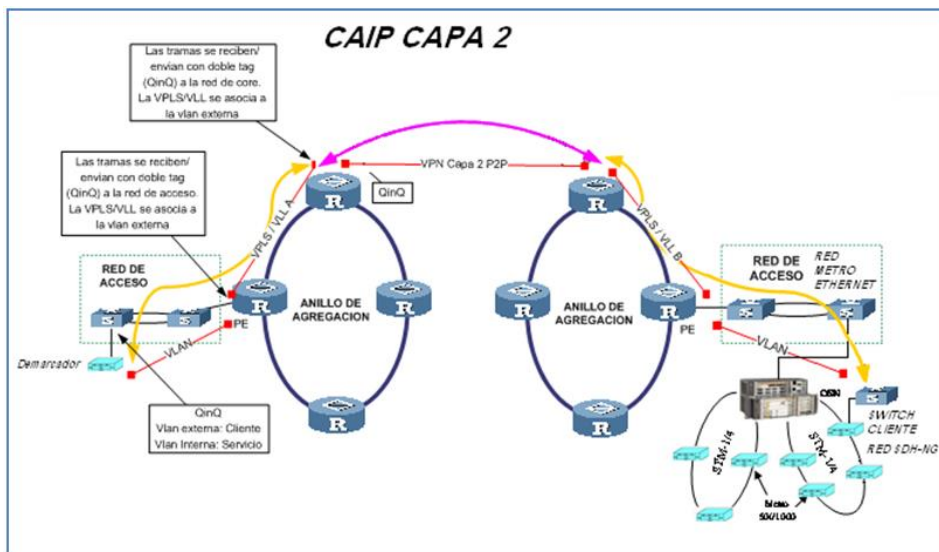 CAIP CAPA 2
Las tramas se reciben/
envian con doble tag
(QinQ) a la red de core.
La VPLS/VLL se asocia a
la vlan externa
Las tramas se reciben/
envian con doble tag
(QinQ) a la red de acceso.
La VPLS/VLL se asocia a
la vlan externa
VPN Capa 2 P2P
QinQ
R
R
VPLS / VLL A
VPLS / VLL B
RED DE
ACCESO
S
S
R
ANILLO DE
AGREGACION
R
R
ANILLO DE
AGREGACION
R
RED DE
ACCESO
RED
METRO
ETHERNET
S
S
PE
PE
VLAN
VLAN
Demarcador
QinQ
Vlan externa: Cliente
Vlan Interna: Servicio
R
R
S
SWITCH
CLIENTE
RED SDH-NG
STM-1/4
STM-1/4